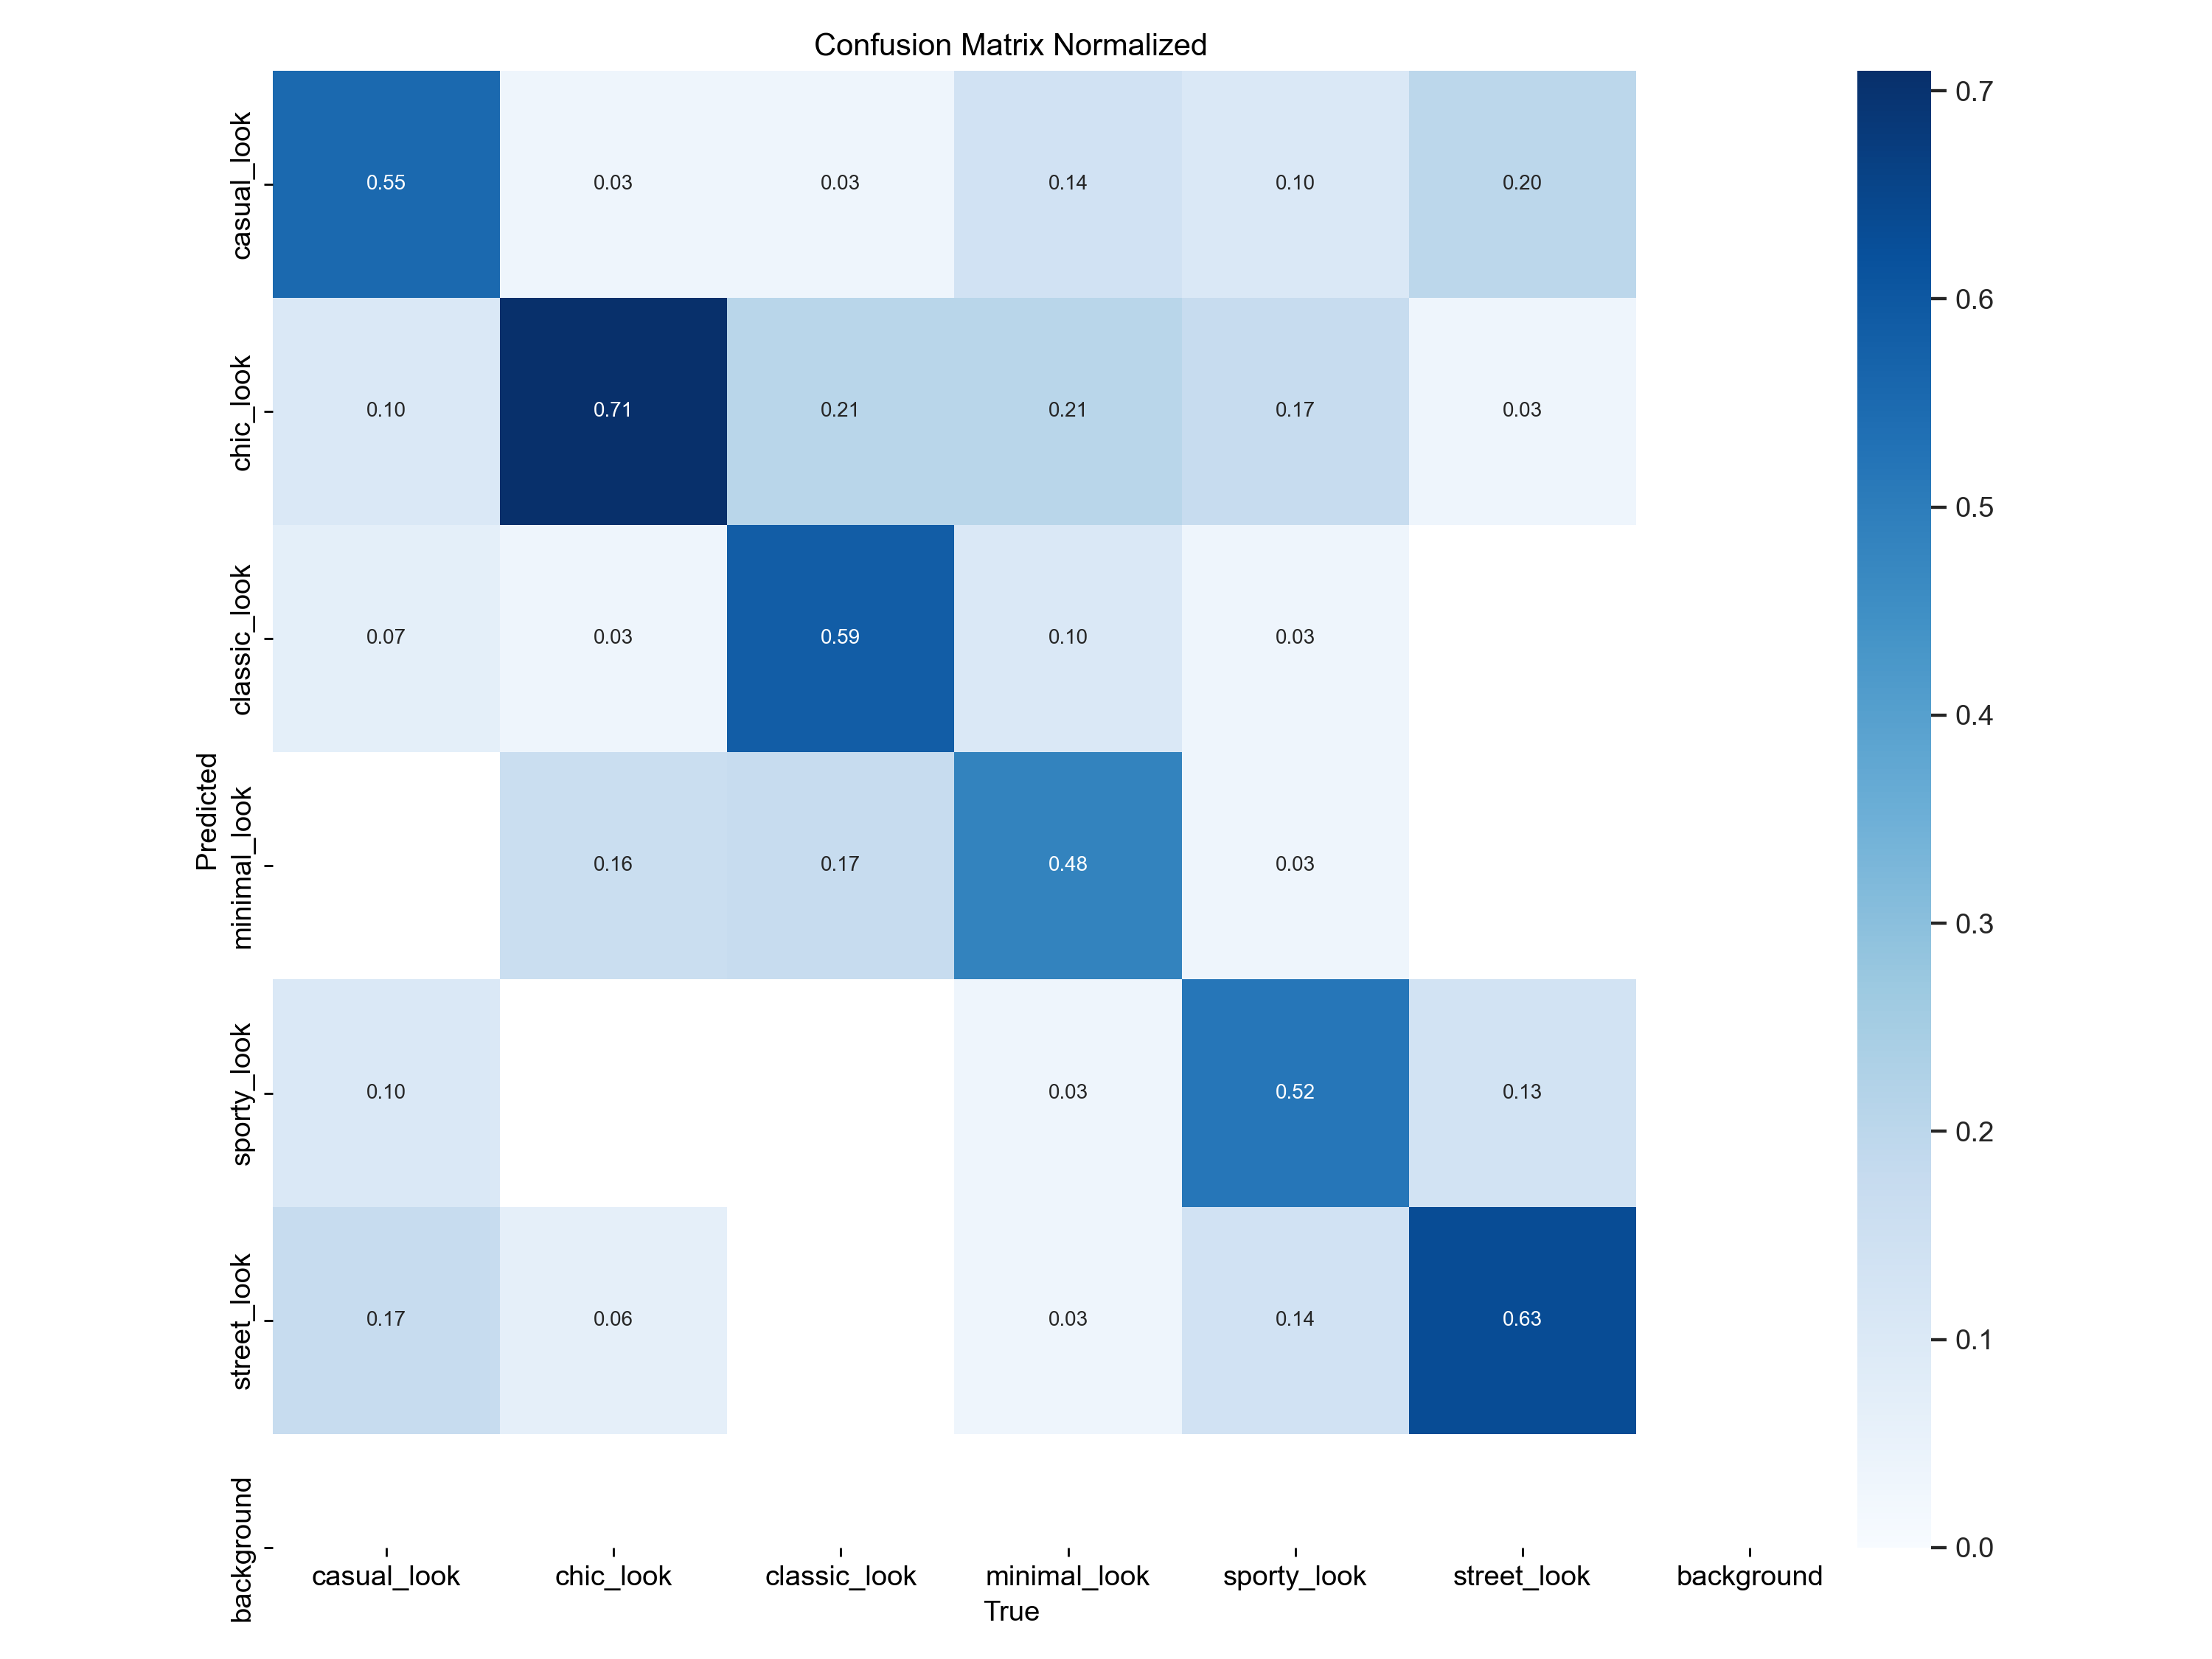 Confusion Matrix Normalized
casual_look
0.55 0.03 0.03 0.14 0.10 0.20
chic_look
0.10 0.71 0.21 0.21 0.17 0.03
classic_look
0.07 0.03 0.59 0.10 0.03
minimal_look
0.16 0.17 0.48 0.03
sporty_look
0.10 0.03 0.52 0.13
street_look
0.17 0.06 0.03 0.14 0.63
background
Predicted
casual_look chic_look classic_look minimal_look sporty_look street_look background
True
0.7
0.6
0.5
0.4
0.3
0.2
0.1
0.0